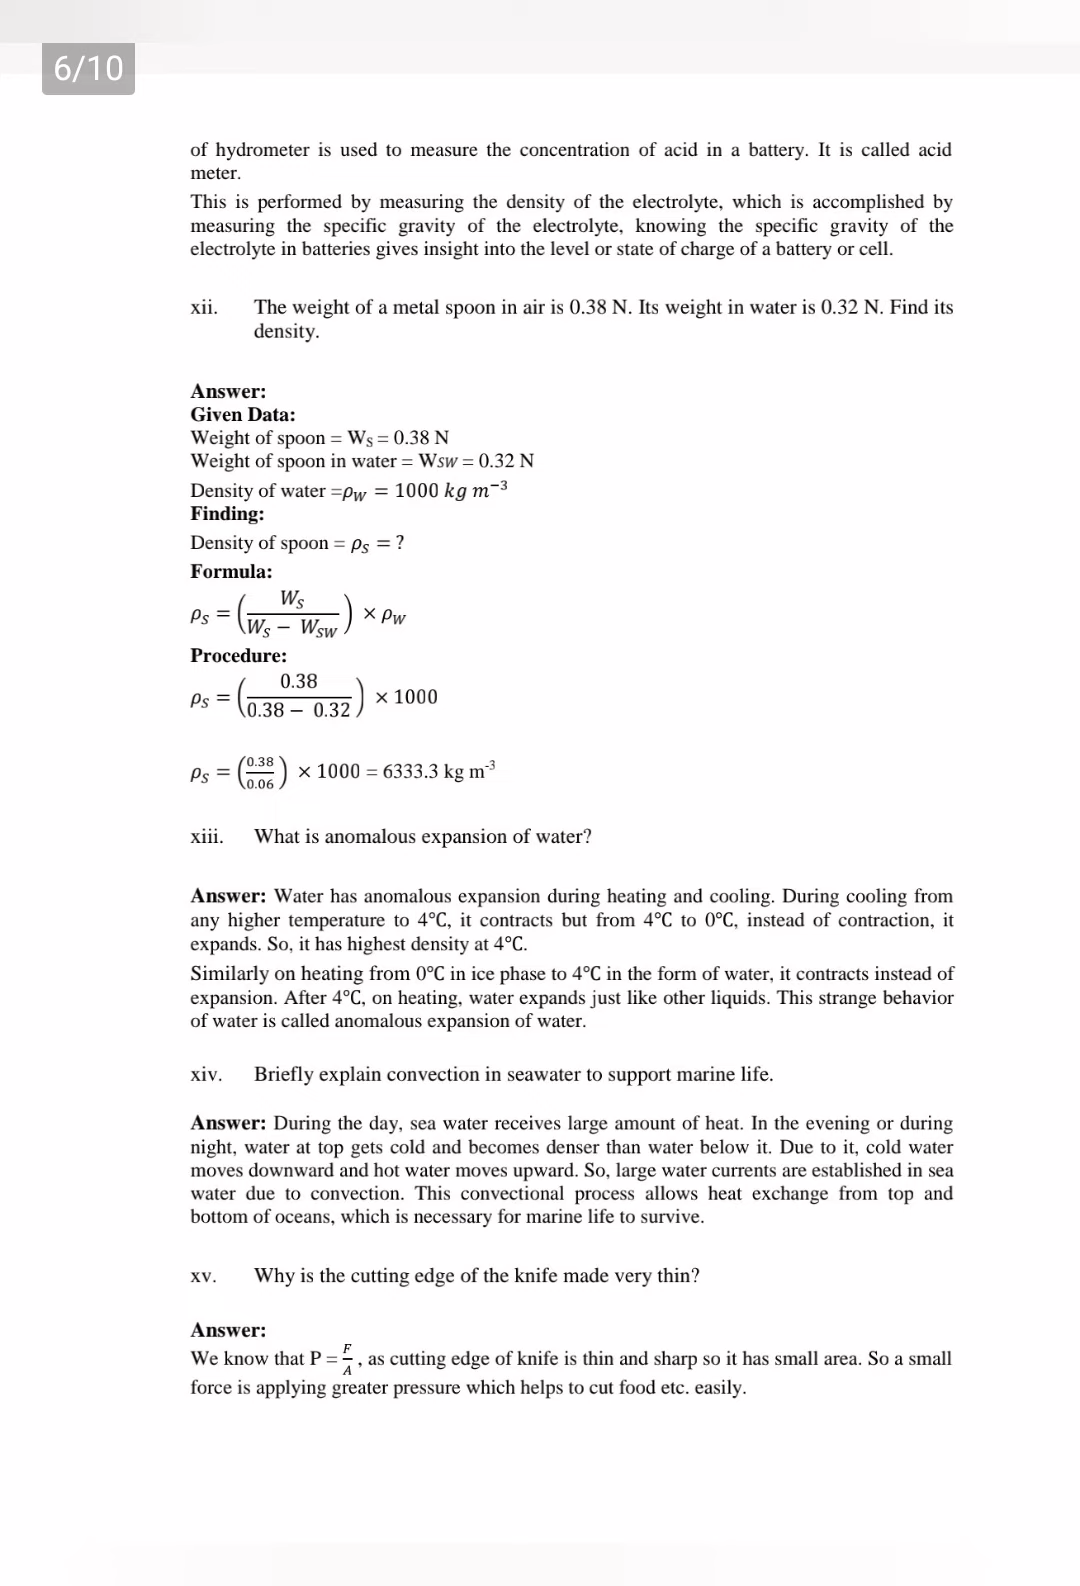 6/10
of hydrometer is used to measure the concentration of acid in a battery. It is called acid
meter.
This is performed by measuring the density of the electrolyte, which is accomplished by
measuring the specific gravity of the electrolyte, knowing the specific gravity of the
electrolyte in batteries gives insight into the level or state of charge of a battery or cell.
xii. The weight of a metal spoon in air is 0.38 N. Its weight in water is 0.32 N. Find its
density.
Answer:
Given Data:
Weight of spoon = W_S = 0.38 N
Weight of spoon in water = W_SW = 0.32 N
Density of water =ρ_W = 1000 kg m⁻³
Finding:
Density of spoon = ρ_S = ?
Formula:
ρ_S = (W_S / (W_S − W_SW)) × ρ_W
Procedure:
ρ_S = (0.38 / (0.38 − 0.32)) × 1000
ρ_S = (0.38 / 0.06) × 1000 = 6333.3 kg m⁻³
xiii. What is anomalous expansion of water?
Answer: Water has anomalous expansion during heating and cooling. During cooling from
any higher temperature to 4°C, it contracts but from 4°C to 0°C, instead of contraction, it
expands. So, it has highest density at 4°C.
Similarly on heating from 0°C in ice phase to 4°C in the form of water, it contracts instead of
expansion. After 4°C, on heating, water expands just like other liquids. This strange behavior
of water is called anomalous expansion of water.
xiv. Briefly explain convection in seawater to support marine life.
Answer: During the day, sea water receives large amount of heat. In the evening or during
night, water at top gets cold and becomes denser than water below it. Due to it, cold water
moves downward and hot water moves upward. So, large water currents are established in sea
water due to convection. This convectional process allows heat exchange from top and
bottom of oceans, which is necessary for marine life to survive.
xv. Why is the cutting edge of the knife made very thin?
Answer:
We know that P = F/A , as cutting edge of knife is thin and sharp so it has small area. So a small
force is applying greater pressure which helps to cut food etc. easily.